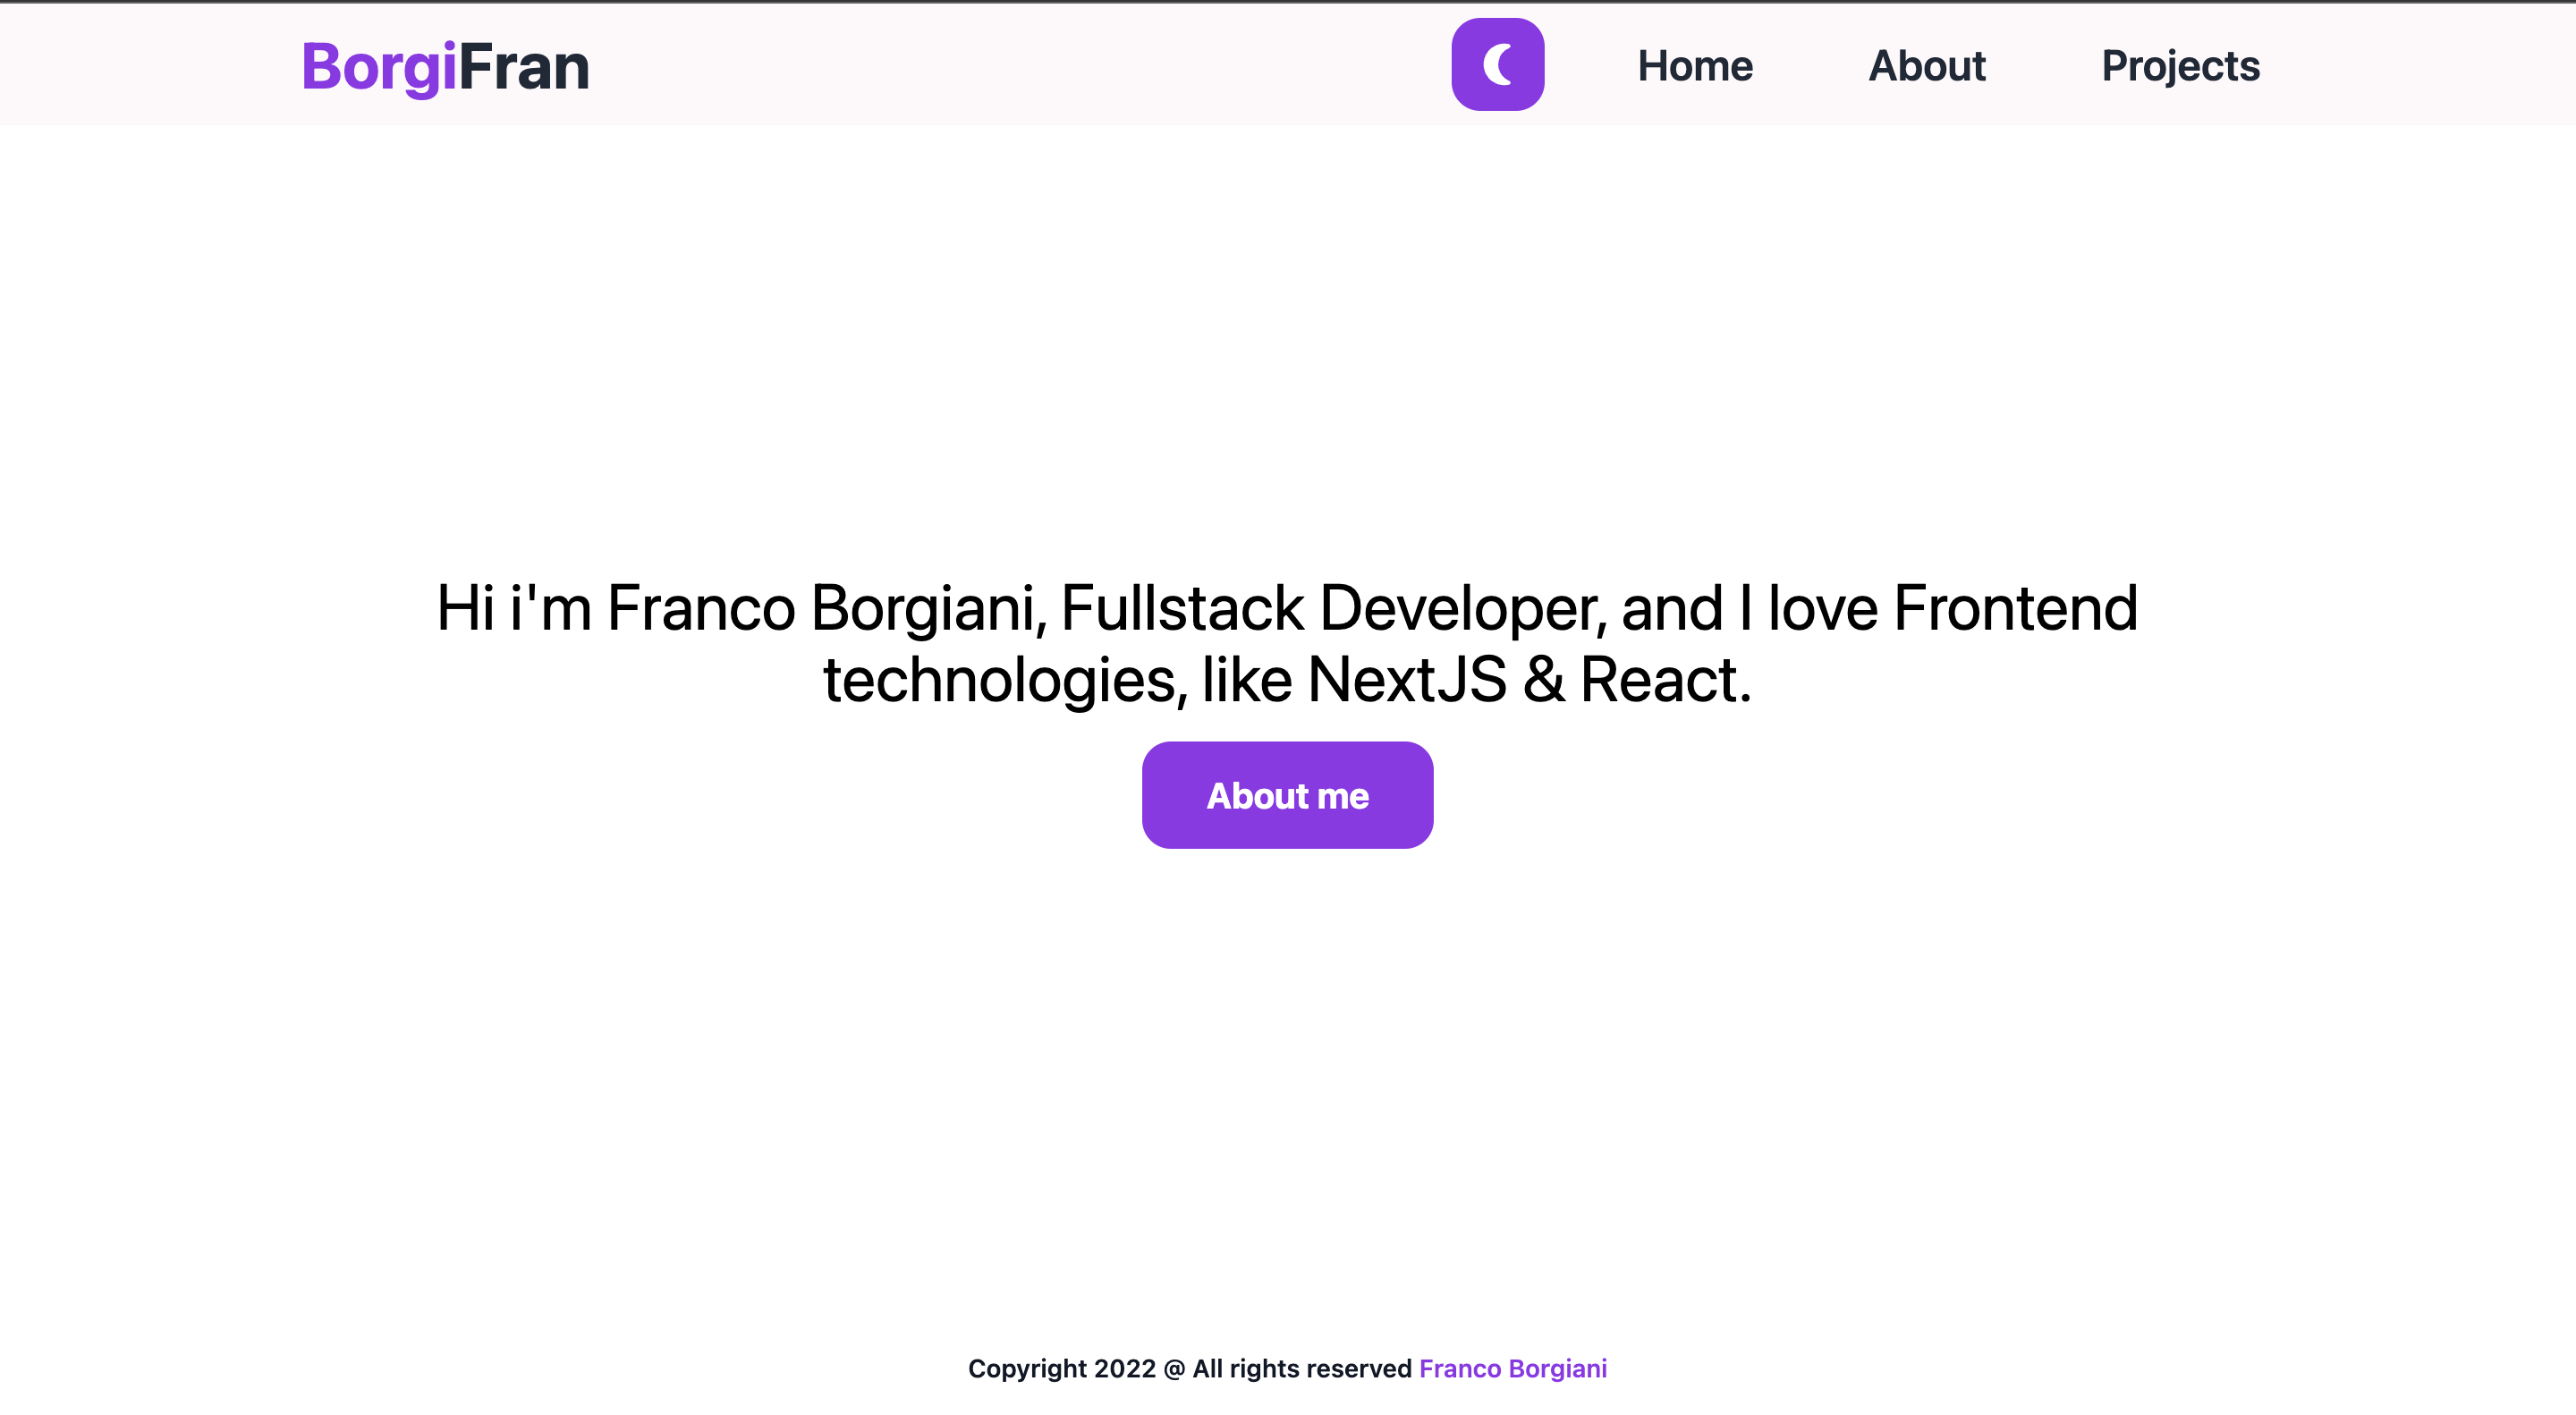 BorgiFran
Home
About
Projects
Hi i'm Franco Borgiani, Fullstack Developer, and I love Frontend
technologies, like NextJS & React.
About me
Copyright 2022 @ All rights reserved Franco Borgiani